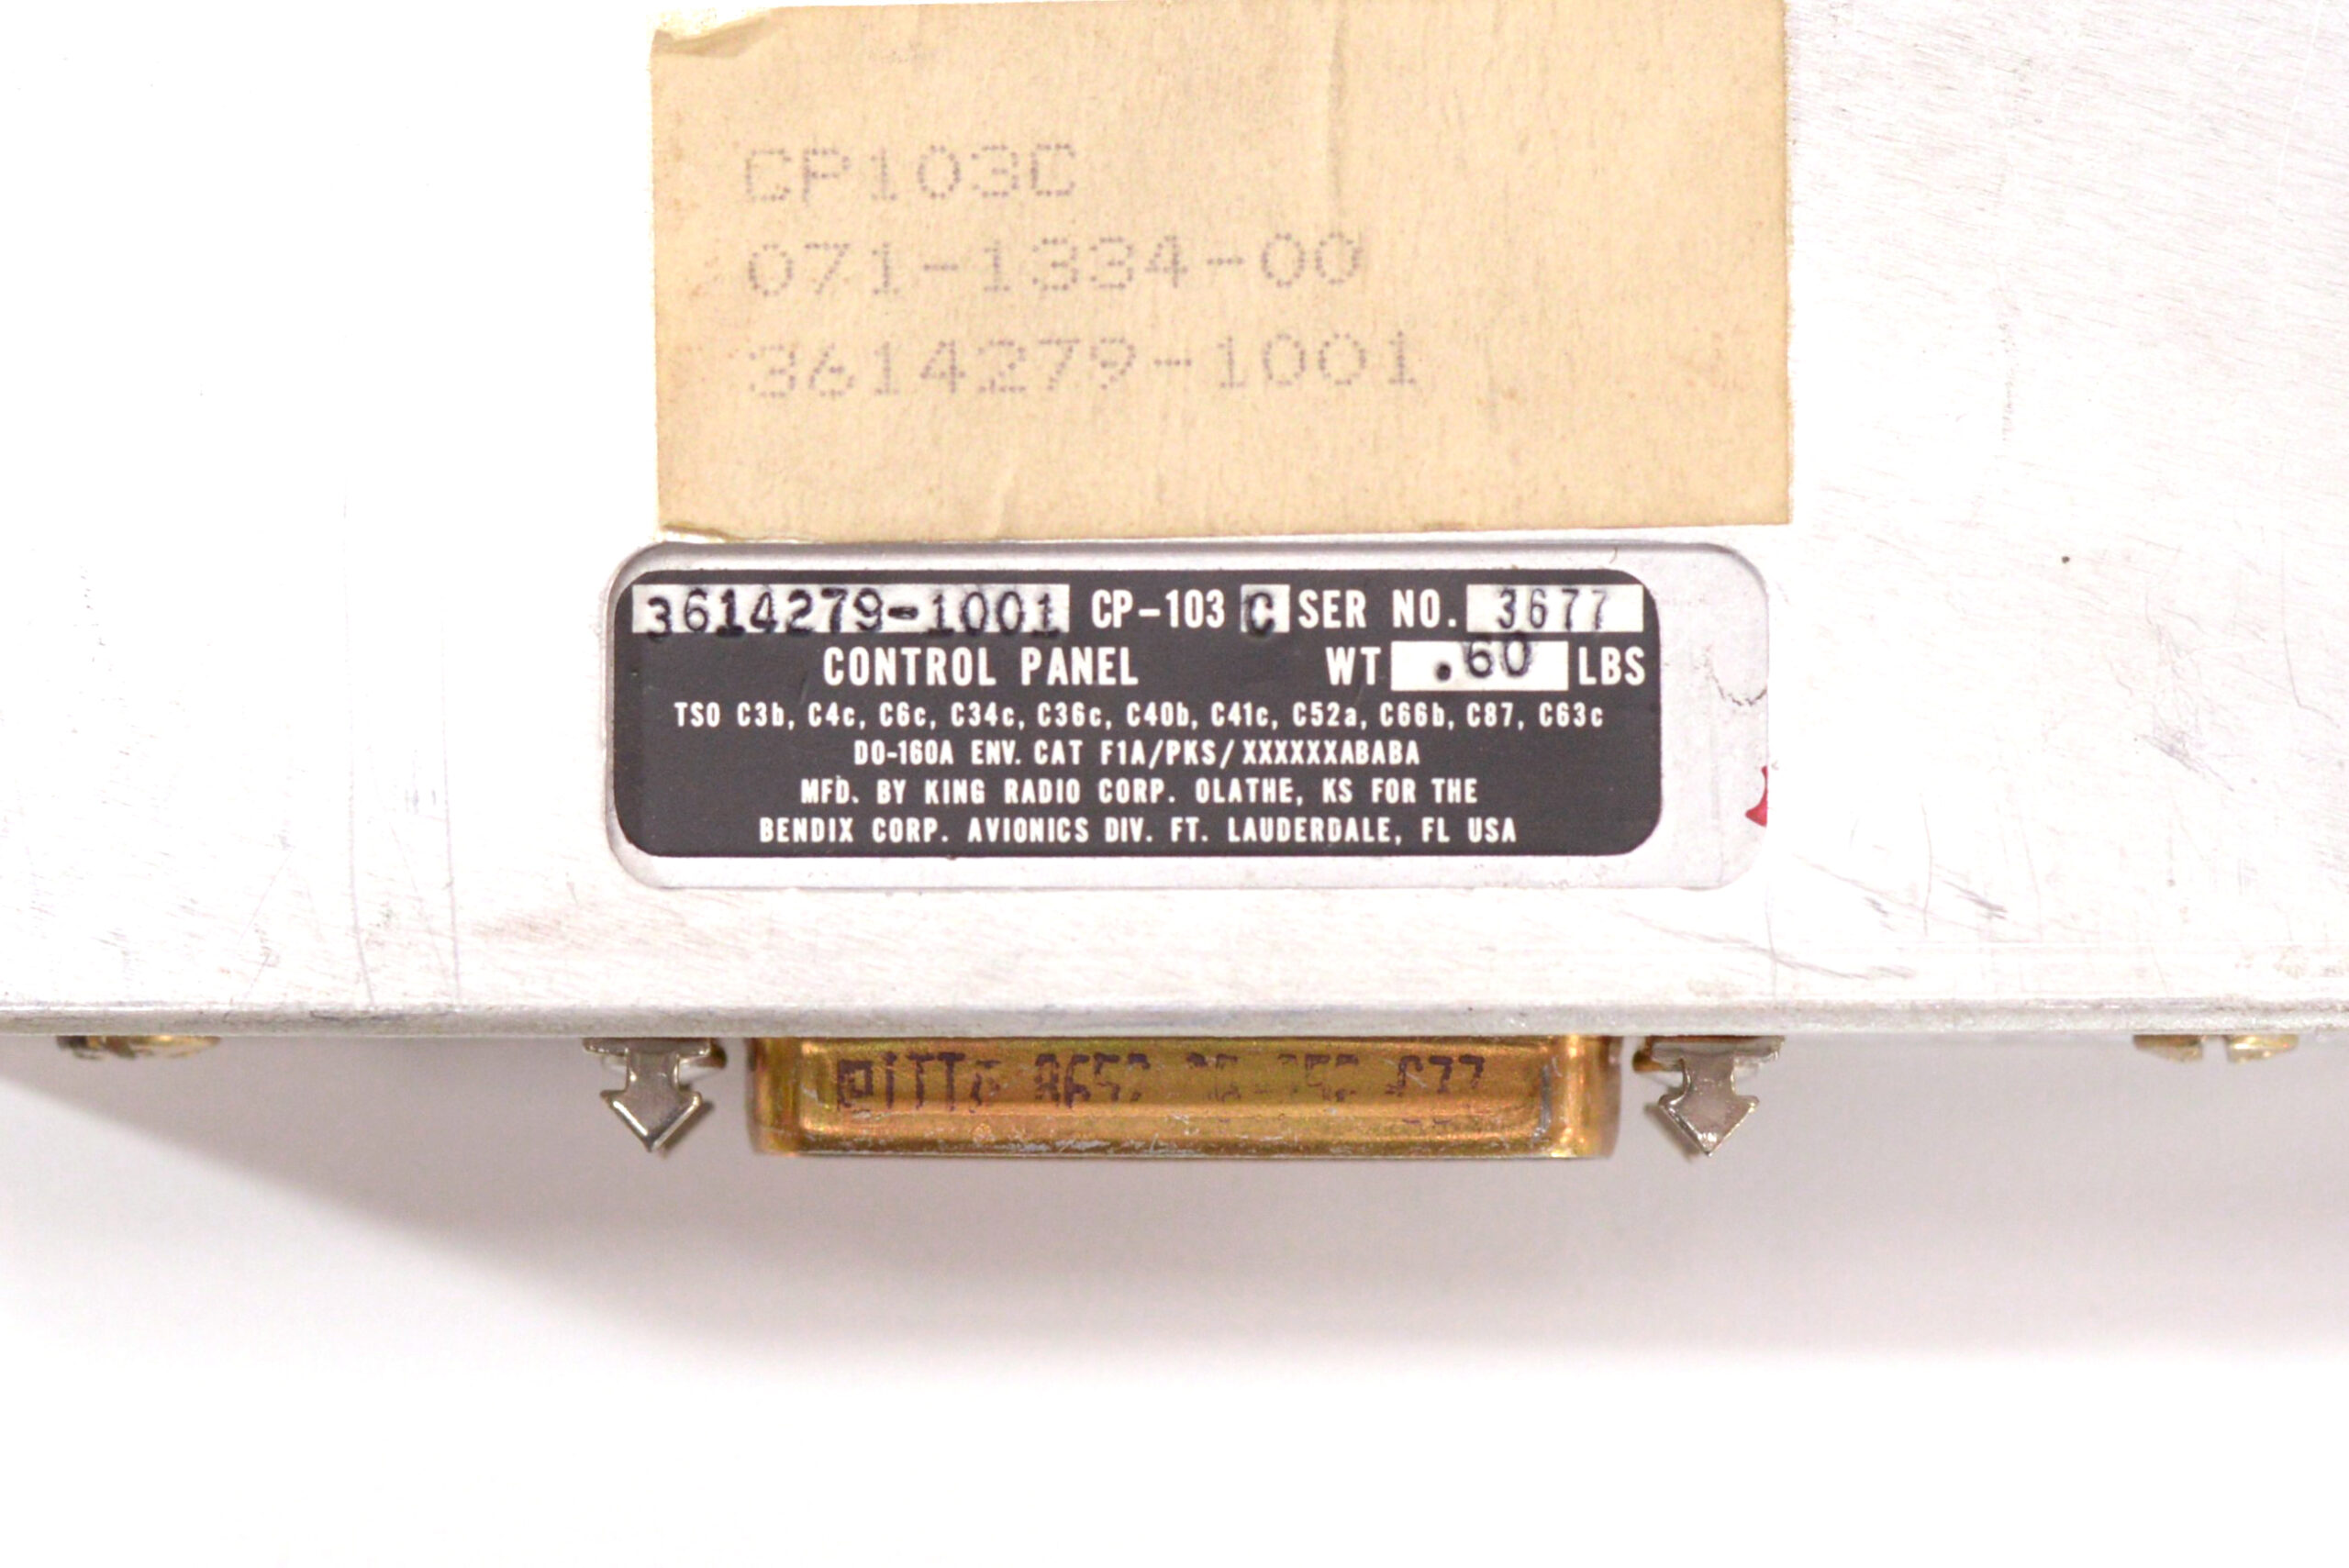 CP103C
071-1334-00
3614279-1001
3614279-1001 CP-103 C SER NO. 3677
CONTROL PANEL WT .60 LBS
TSO C3b, C4c, C6c, C34c, C36c, C40b, C41c, C52a, C66b, C87, C63c
DO-160A ENV. CAT F1A/PKS/XXXXXXABABA
MFD. BY KING RADIO CORP. OLATHE, KS FOR THE
BENDIX CORP. AVIONICS DIV. FT. LAUDERDALE, FL USA